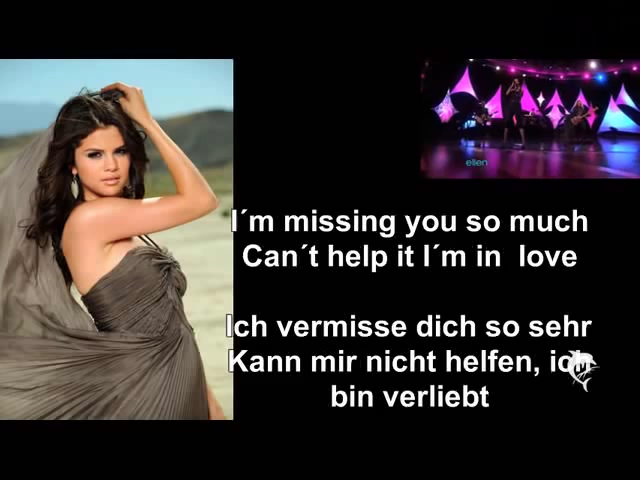 ellen
I´m missing you so much
Can´t help it I´m in  love
Ich vermisse dich so sehr
Kann mir nicht helfen, ich
bin verliebt